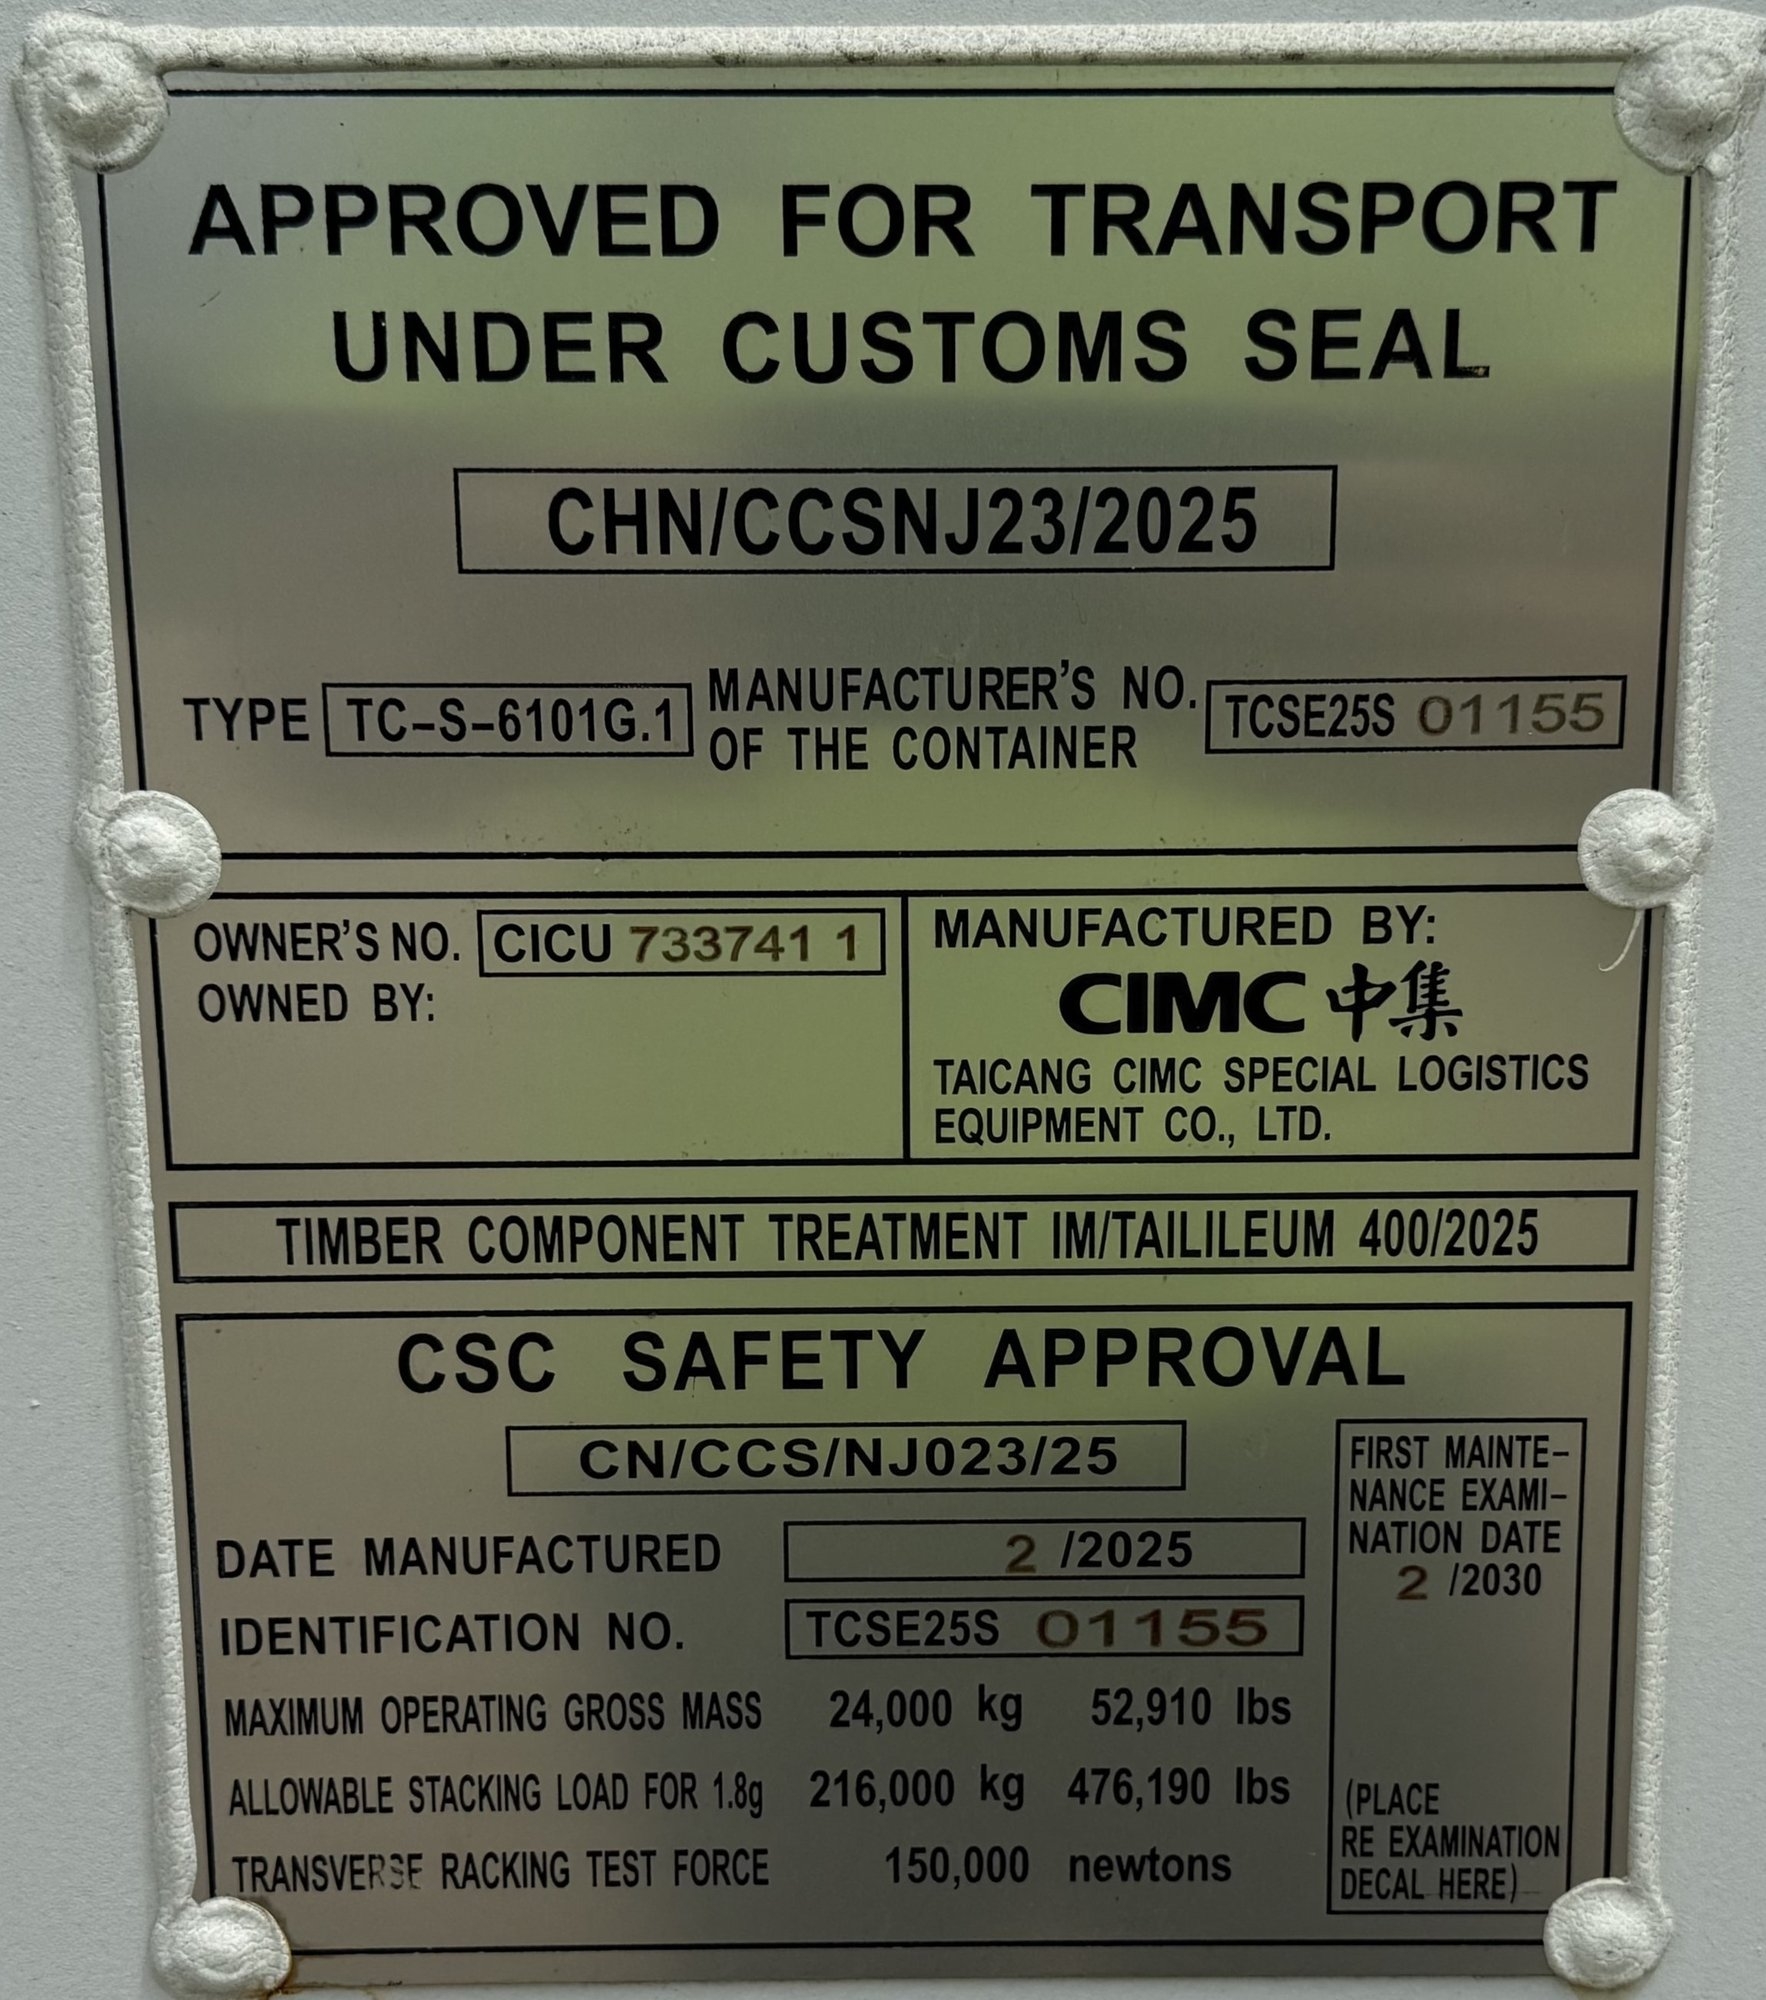 APPROVED FOR TRANSPORT
UNDER CUSTOMS SEAL
CHN/CCSNJ23/2025
TYPE TC-S-6101G.1 MANUFACTURER'S NO. OF THE CONTAINER TCSE25S 01155
OWNER'S NO. CICU 733741 1
OWNED BY:
MANUFACTURED BY:
CIMC 中集
TAICANG CIMC SPECIAL LOGISTICS
EQUIPMENT CO., LTD.
TIMBER COMPONENT TREATMENT IM/TAILILEUM 400/2025
CSC SAFETY APPROVAL
CN/CCS/NJ023/25
DATE MANUFACTURED 2 /2025
IDENTIFICATION NO. TCSE25S 01155
MAXIMUM OPERATING GROSS MASS 24,000 kg 52,910 lbs
ALLOWABLE STACKING LOAD FOR 1.8g 216,000 kg 476,190 lbs
TRANSVERSE RACKING TEST FORCE 150,000 newtons
FIRST MAINTE-
NANCE EXAMI-
NATION DATE
2 /2030
(PLACE
RE EXAMINATION
DECAL HERE)